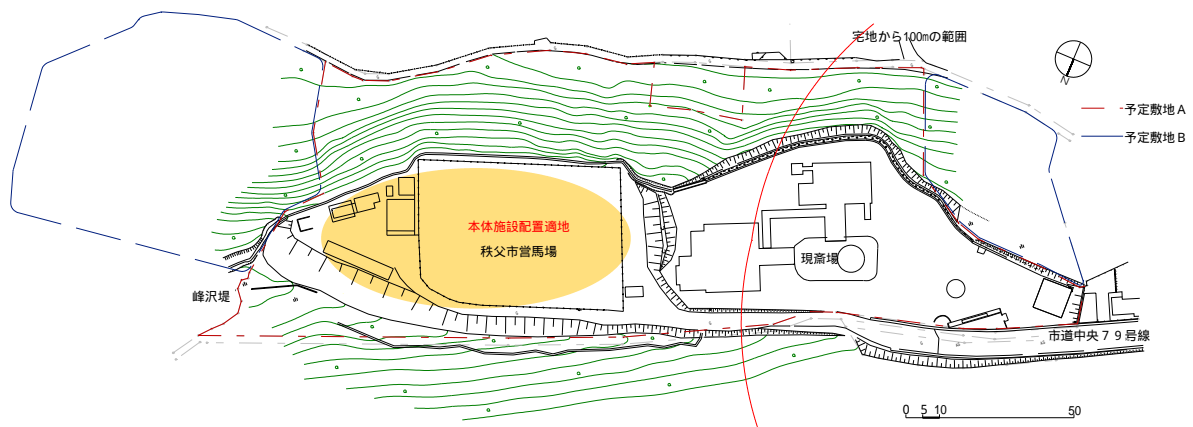 宅地から100mの範囲
N
予定敷地A
予定敷地B
本体施設配置適地
秩父市営馬場
現斎場
峰沢堤
市道中央79号線
0 5 10 50